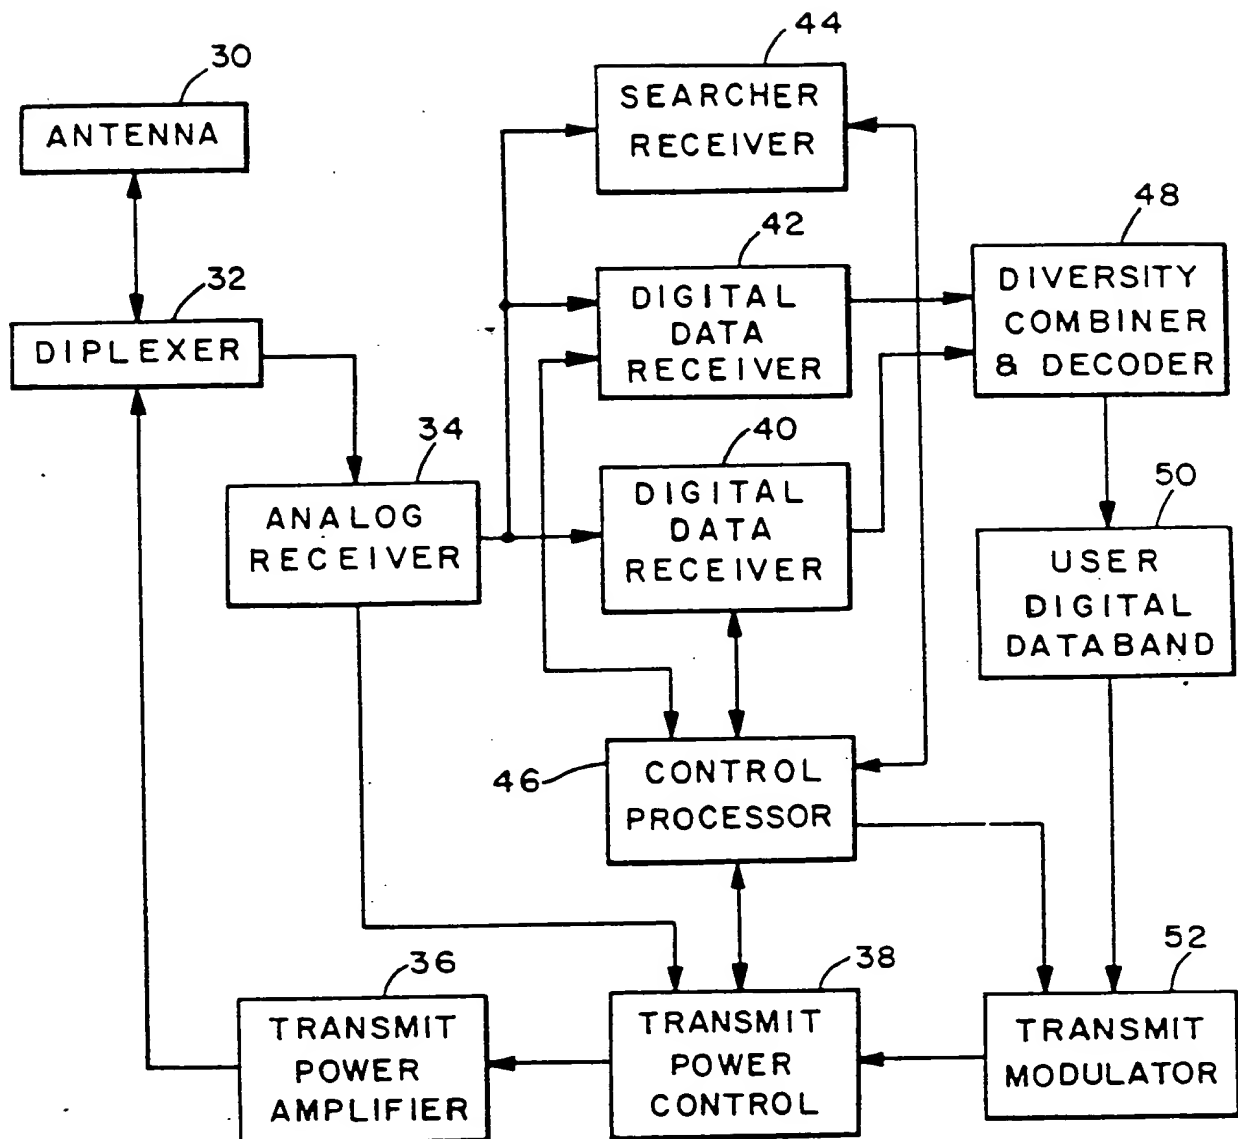 44
30
SEARCHER
RECEIVER
ANTENNA
48
42
32
DIVERSITY
COMBINER
& DECODER
DIGITAL
DATA
RECEIVER
DIPLEXER
34
40
50
ANALOG
RECEIVER
DIGITAL
DATA
RECEIVER
USER
DIGITAL
DATABAND
46
CONTROL
PROCESSOR
36
38
52
TRANSMIT
POWER
AMPLIFIER
TRANSMIT
POWER
CONTROL
TRANSMIT
MODULATOR